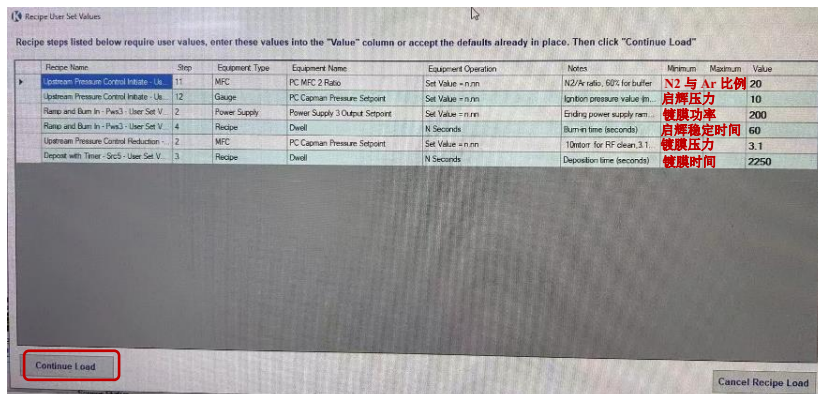 Recipe User Set Values
Recipe steps listed below require user values, enter these values into the "Value" column or accept the defaults already in place. Then click "Continue Load"
Recipe Name Step Equipment Type Equipment Name Equipment Operation Notes Minimum Maximum Value
Upstream Pressure Control Initiate - Us... 11 MFC PC MFC 2 Ratio Set Value = n.nn N2/Ar ratio, 60% for buffer N2 与 Ar 比例 20
Upstream Pressure Control Initiate - Us... 12 Gauge PC Capman Pressure Setpoint Set Value = n.nn Ignition pressure value (m... 启辉压力 10
Ramp and Burn In - Pws3 - User Set V... 2 Power Supply Power Supply 3 Output Setpoint Set Value = n.nn Ending power supply ram... 镀膜功率 200
Ramp and Burn In - Pws3 - User Set V... 4 Recipe Dwell N Seconds Burn-in time (seconds) 启辉稳定时间 60
Upstream Pressure Control Reduction -... 2 MFC PC Capman Pressure Setpoint Set Value = n.nn 10mtorr for RF clean,3.1... 镀膜压力 3.1
Deposit with Timer - Src5 - User Set V... 3 Recipe Dwell N Seconds Deposition time (seconds) 镀膜时间 2250
Continue Load
Cancel Recipe Load